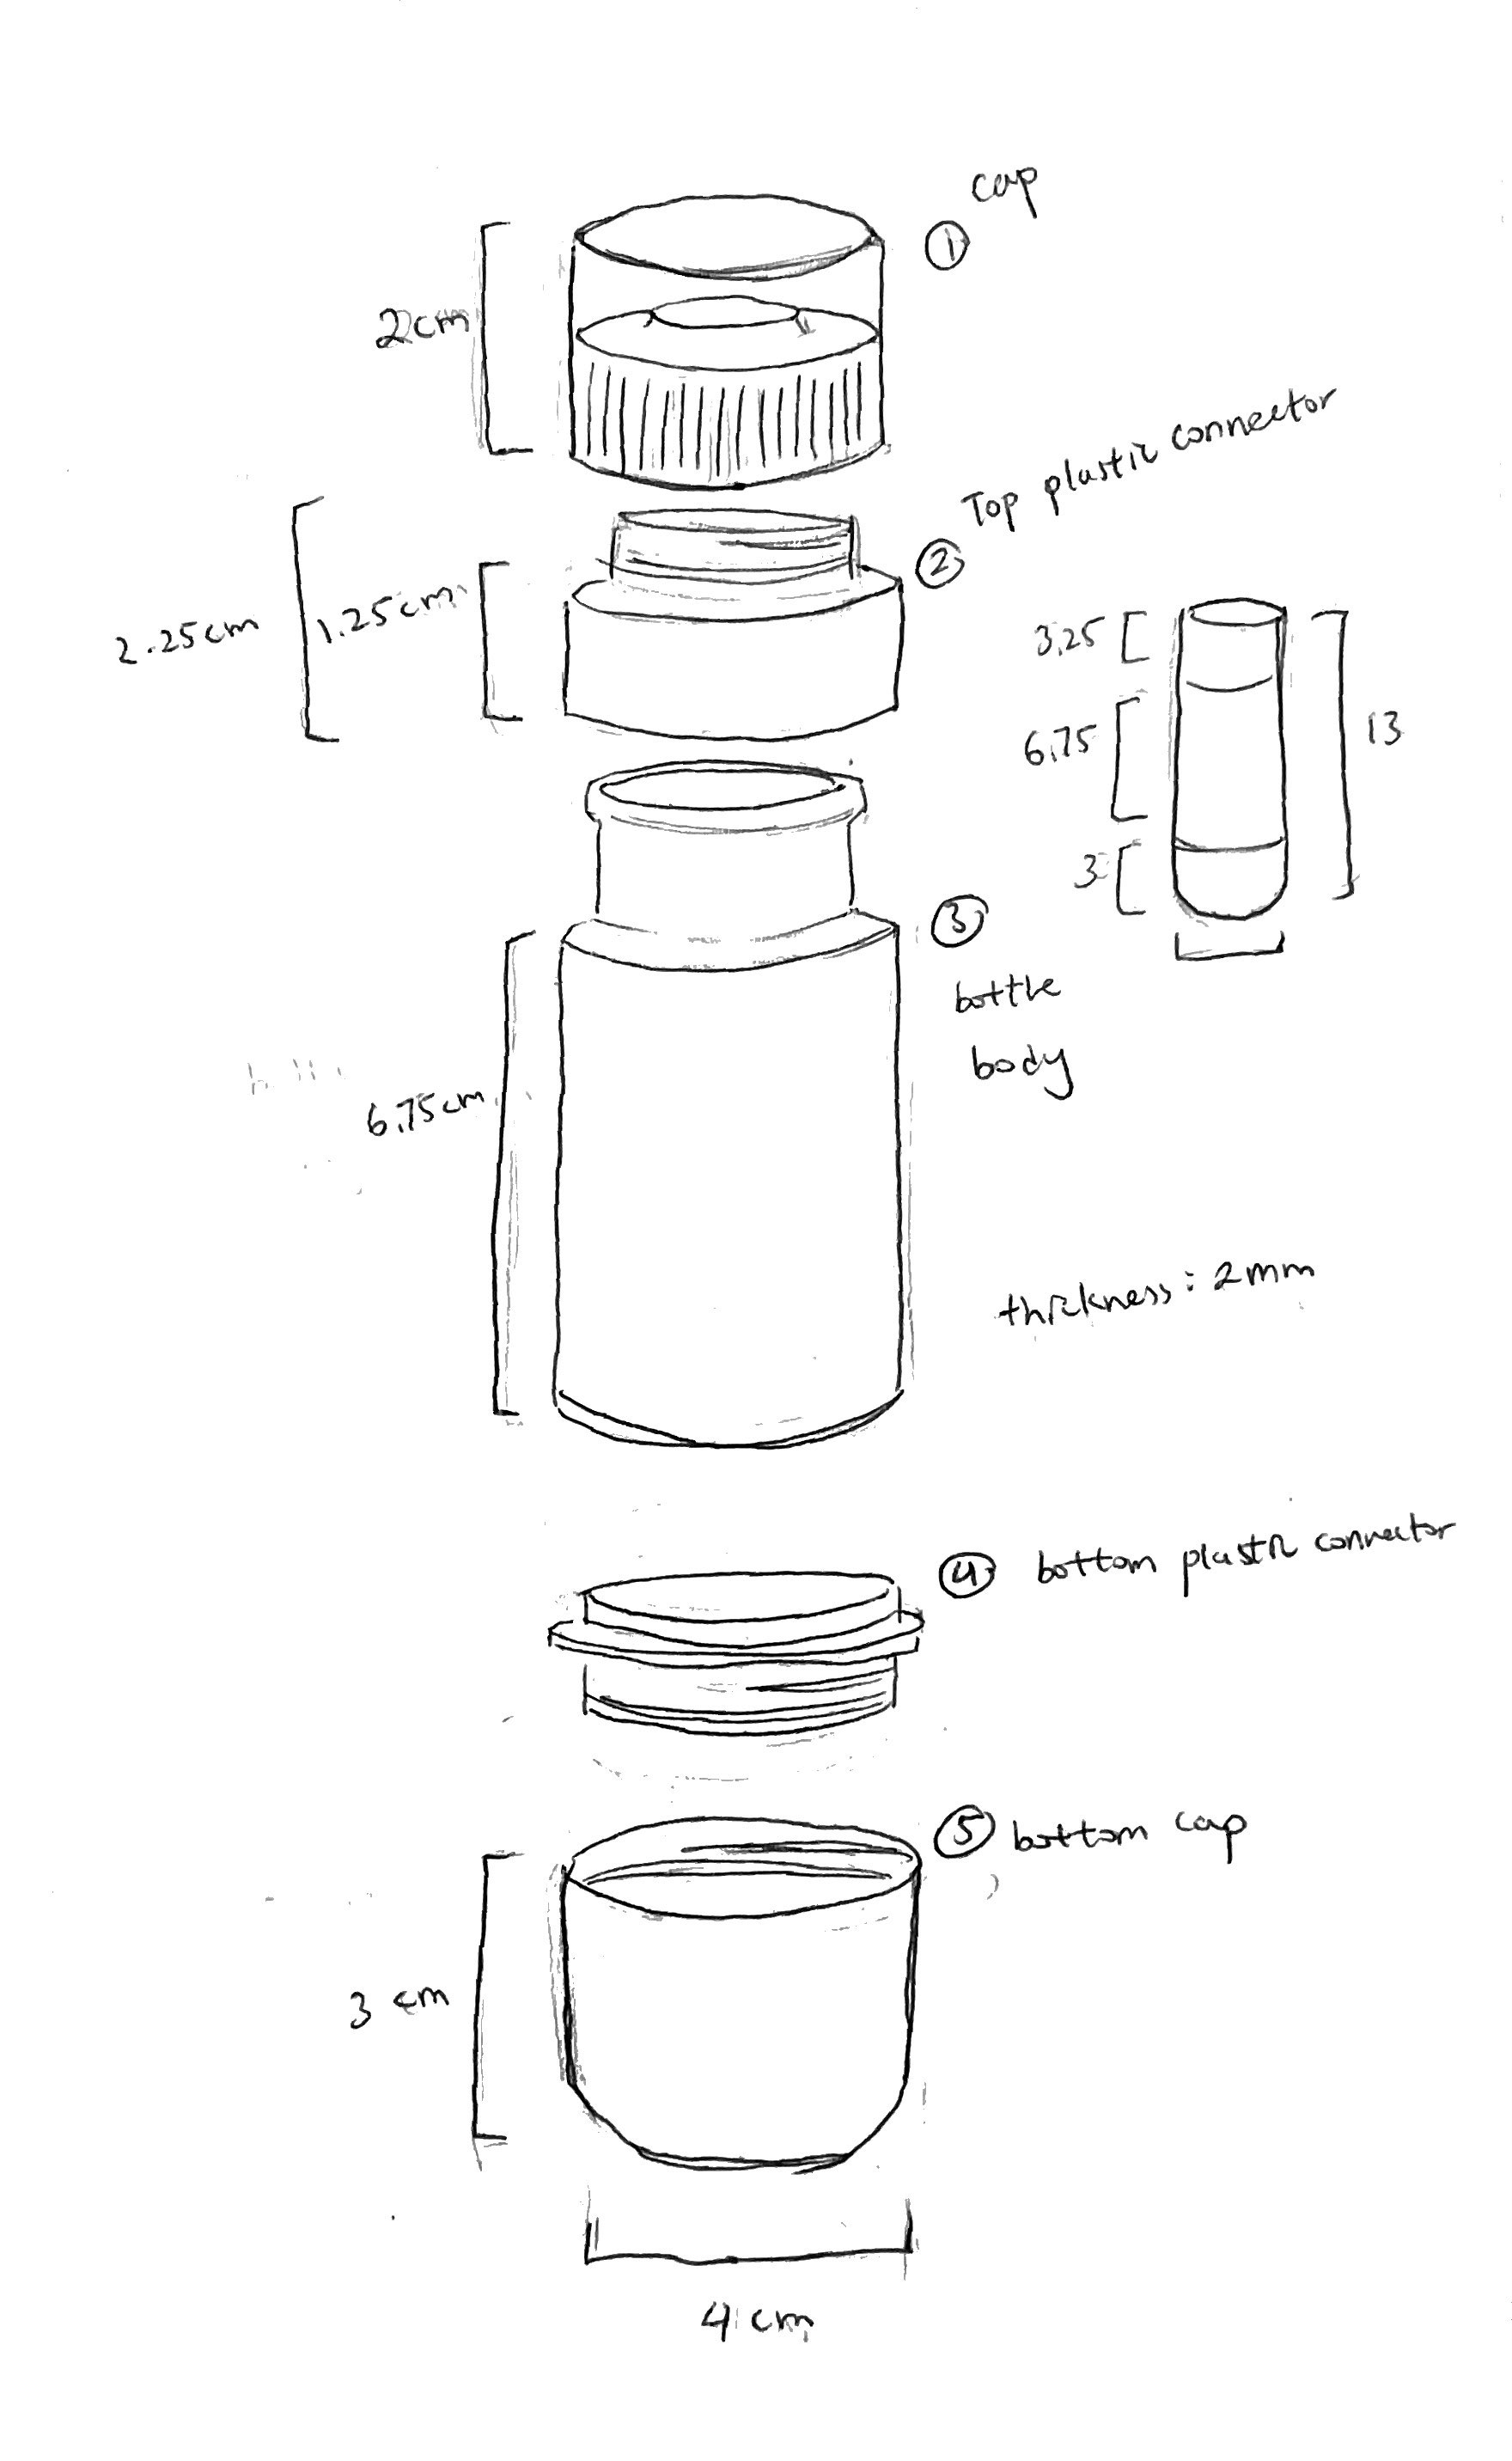 cap
①
2cm
Top plastic connector
②
2.25cm
1.25cm
3.25
6.75
13
3
③
bottle
body
6.75cm
thickness: 2mm
④ bottom plastic connector
⑤ bottom cap
3 cm
4 cm